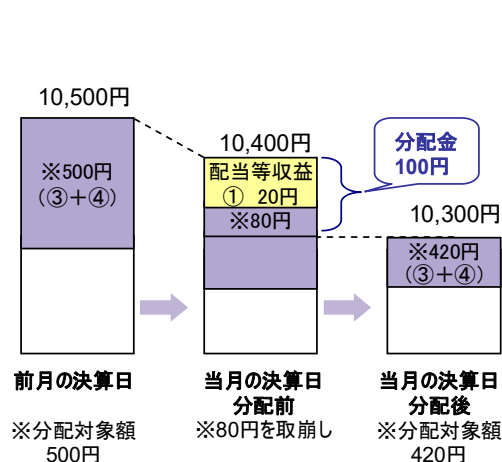 10,500円
※500円
(③+④)
前月の決算日
※分配対象額
500円
10,400円
配当等収益
① 20円
※80円
当月の決算日
分配前
※80円を取崩し
分配金
100円
10,300円
※420円
(③+④)
当月の決算日
分配後
※分配対象額
420円